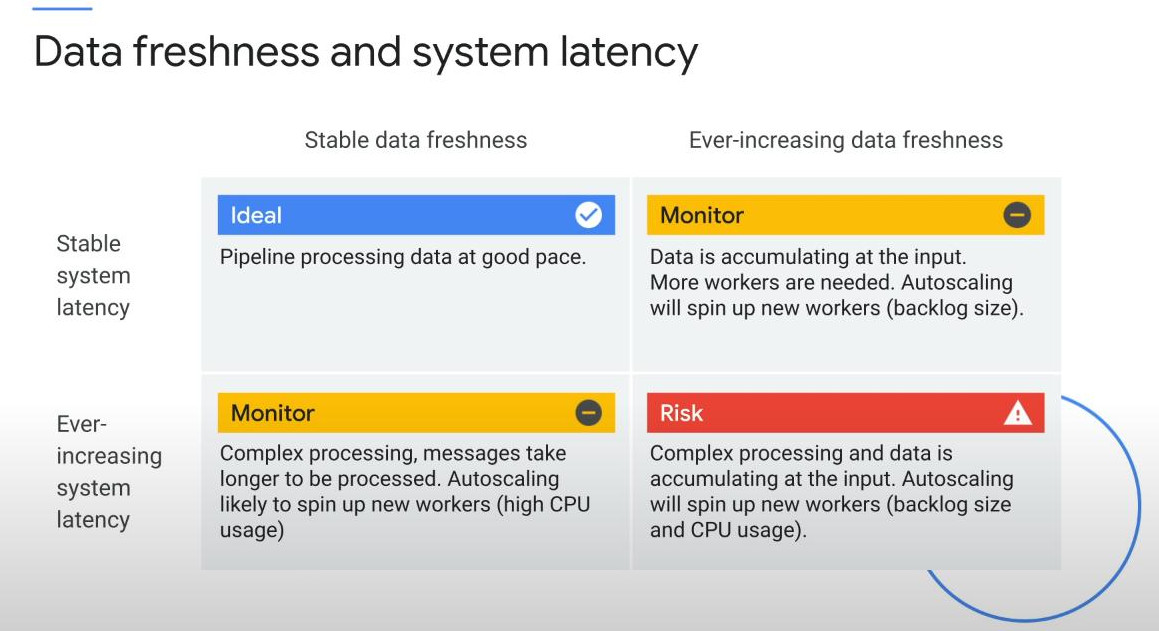 Data freshness and system latency
Stable data freshness
Ever-increasing data freshness
Stable
system
latency
Ideal
Pipeline processing data at good pace.
Monitor
Data is accumulating at the input.
More workers are needed. Autoscaling
will spin up new workers (backlog size).
Ever-
increasing
system
latency
Monitor
Complex processing, messages take
longer to be processed. Autoscaling
likely to spin up new workers (high CPU
usage)
Risk
Complex processing and data is
accumulating at the input. Autoscaling
will spin up new workers (backlog size
and CPU usage).